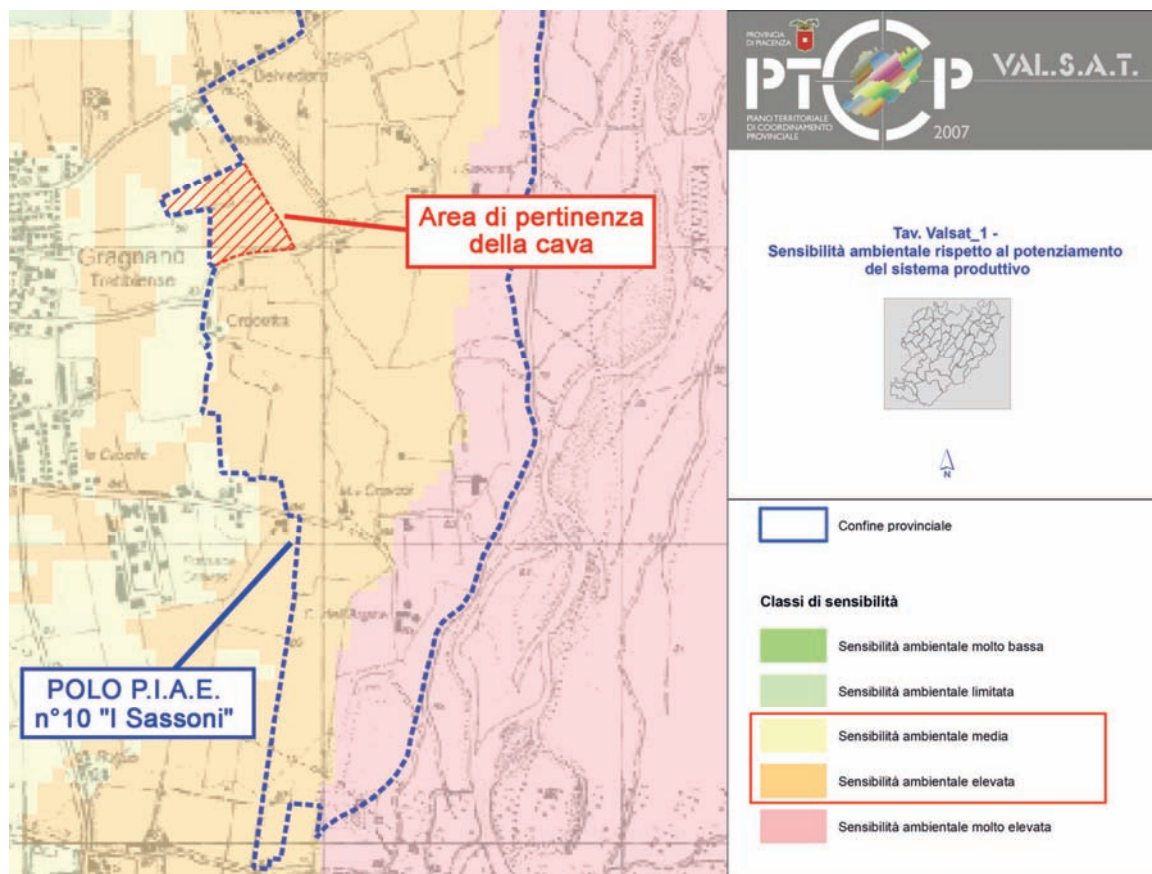 Belvedere
I Sassoni
Area di pertinenza
della cava
Gragnano
Trebbiense
Crocetta
la Casella
C. dell'Argine
POLO P.I.A.E.
n°10 "I Sassoni"
PROVINCIA
DI PIACENZA
PTCP
VAL.S.A.T.
PIANO TERRITORIALE
DI COORDINAMENTO
PROVINCIALE
2007
Tav. Valsat_1 -
Sensibilità ambientale rispetto al potenziamento
del sistema produttivo
N
Confine provinciale
Classi di sensibilità
Sensibilità ambientale molto bassa
Sensibilità ambientale limitata
Sensibilità ambientale media
Sensibilità ambientale elevata
Sensibilità ambientale molto elevata